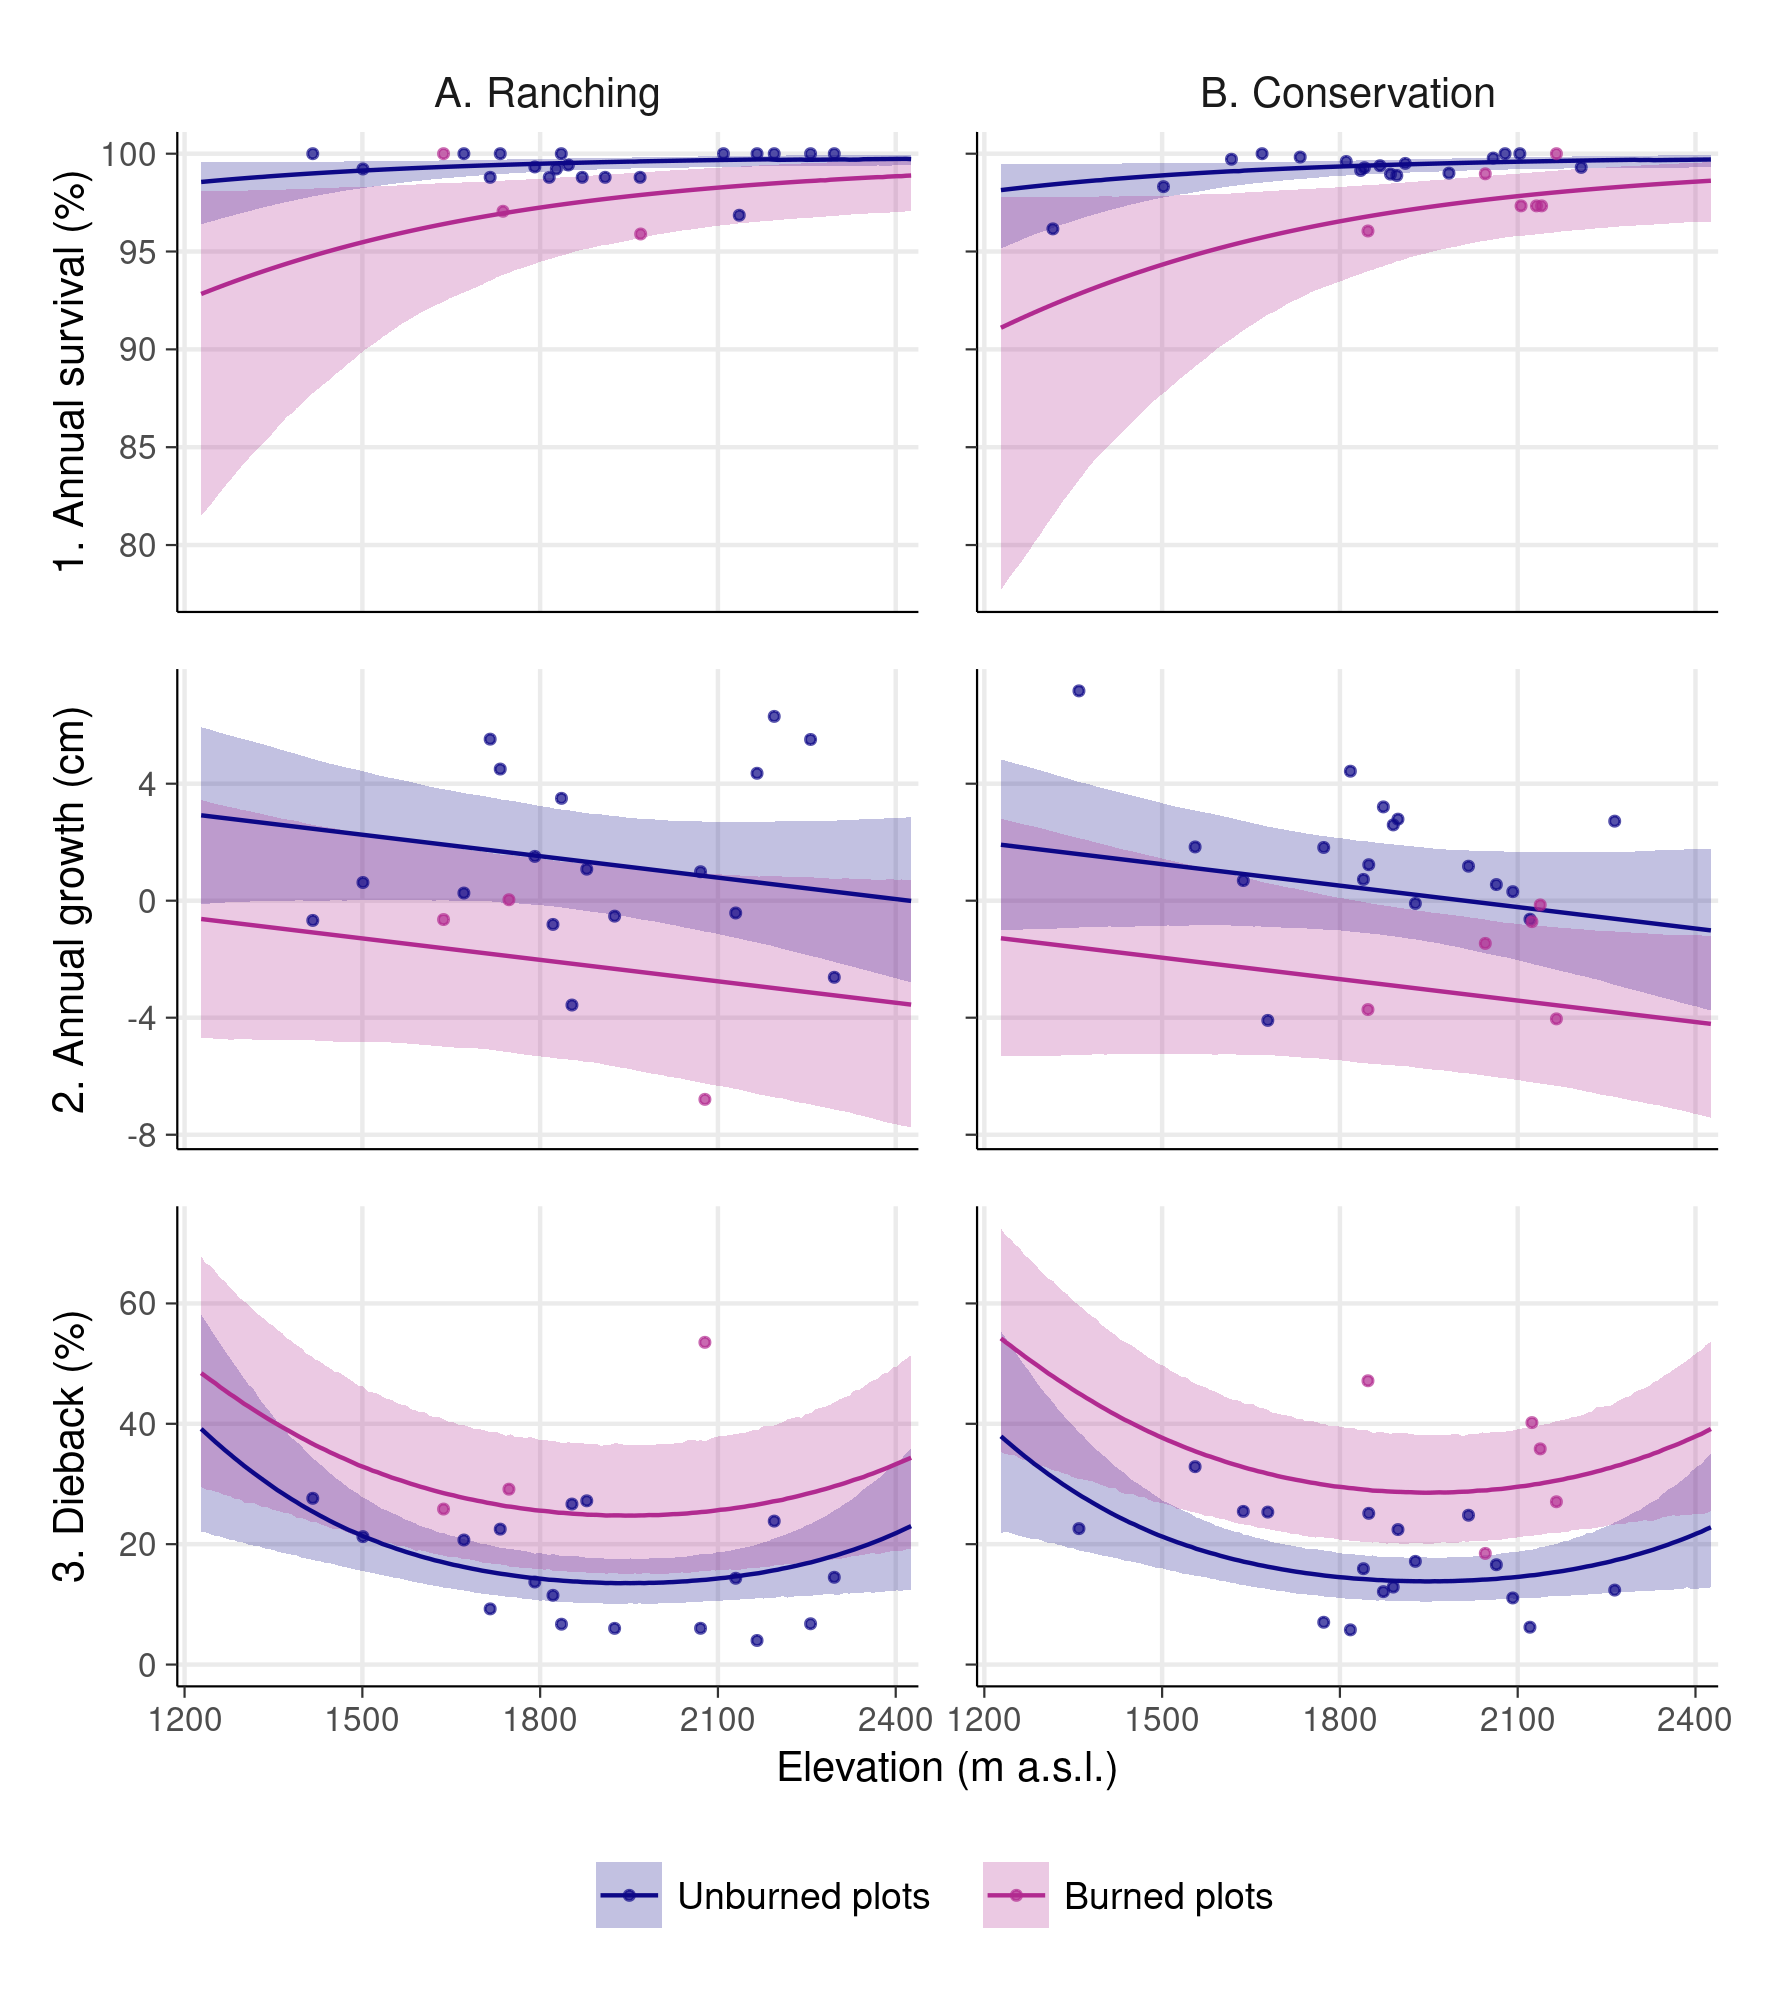 A. Ranching
B. Conservation
1. Annual survival (%)
100
95
90
85
80
2. Annual growth (cm)
4
0
-4
-8
3. Dieback (%)
60
40
20
0
1200 1500 1800 2100 2400 1200 1500 1800 2100 2400
Elevation (m a.s.l.)
Unburned plots
Burned plots